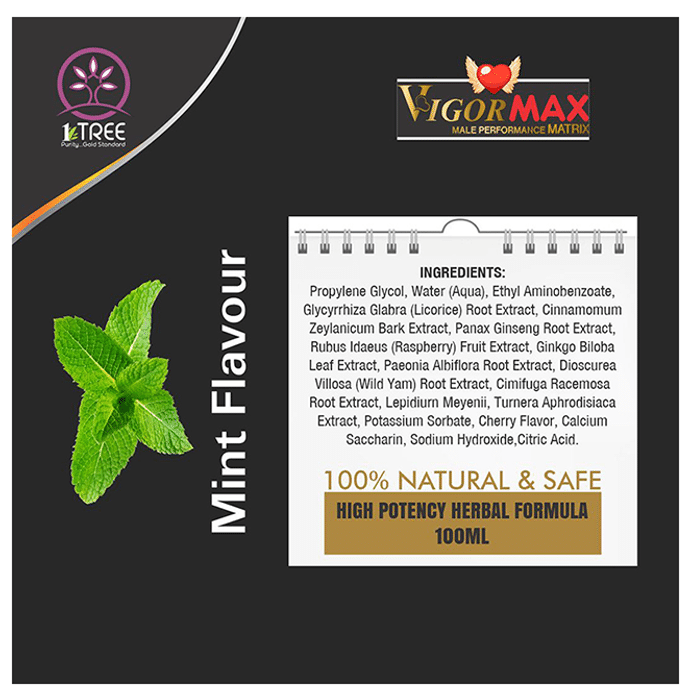 1 TREE
Purity...Gold Standard
VIGORMAX
MALE PERFORMANCE MATRIX
Mint Flavour
INGREDIENTS:
Propylene Glycol, Water (Aqua), Ethyl Aminobenzoate,
Glycyrrhiza Glabra (Licorice) Root Extract, Cinnamomum
Zeylanicum Bark Extract, Panax Ginseng Root Extract,
Rubus Idaeus (Raspberry) Fruit Extract, Ginkgo Biloba
Leaf Extract, Paeonia Albiflora Root Extract, Dioscurea
Villosa (Wild Yam) Root Extract, Cimifuga Racemosa
Root Extract, Lepidiurn Meyenii, Turnera Aphrodisiaca
Extract, Potassium Sorbate, Cherry Flavor, Calcium
Saccharin, Sodium Hydroxide,Citric Acid.
100% NATURAL & SAFE
HIGH POTENCY HERBAL FORMULA
100ML